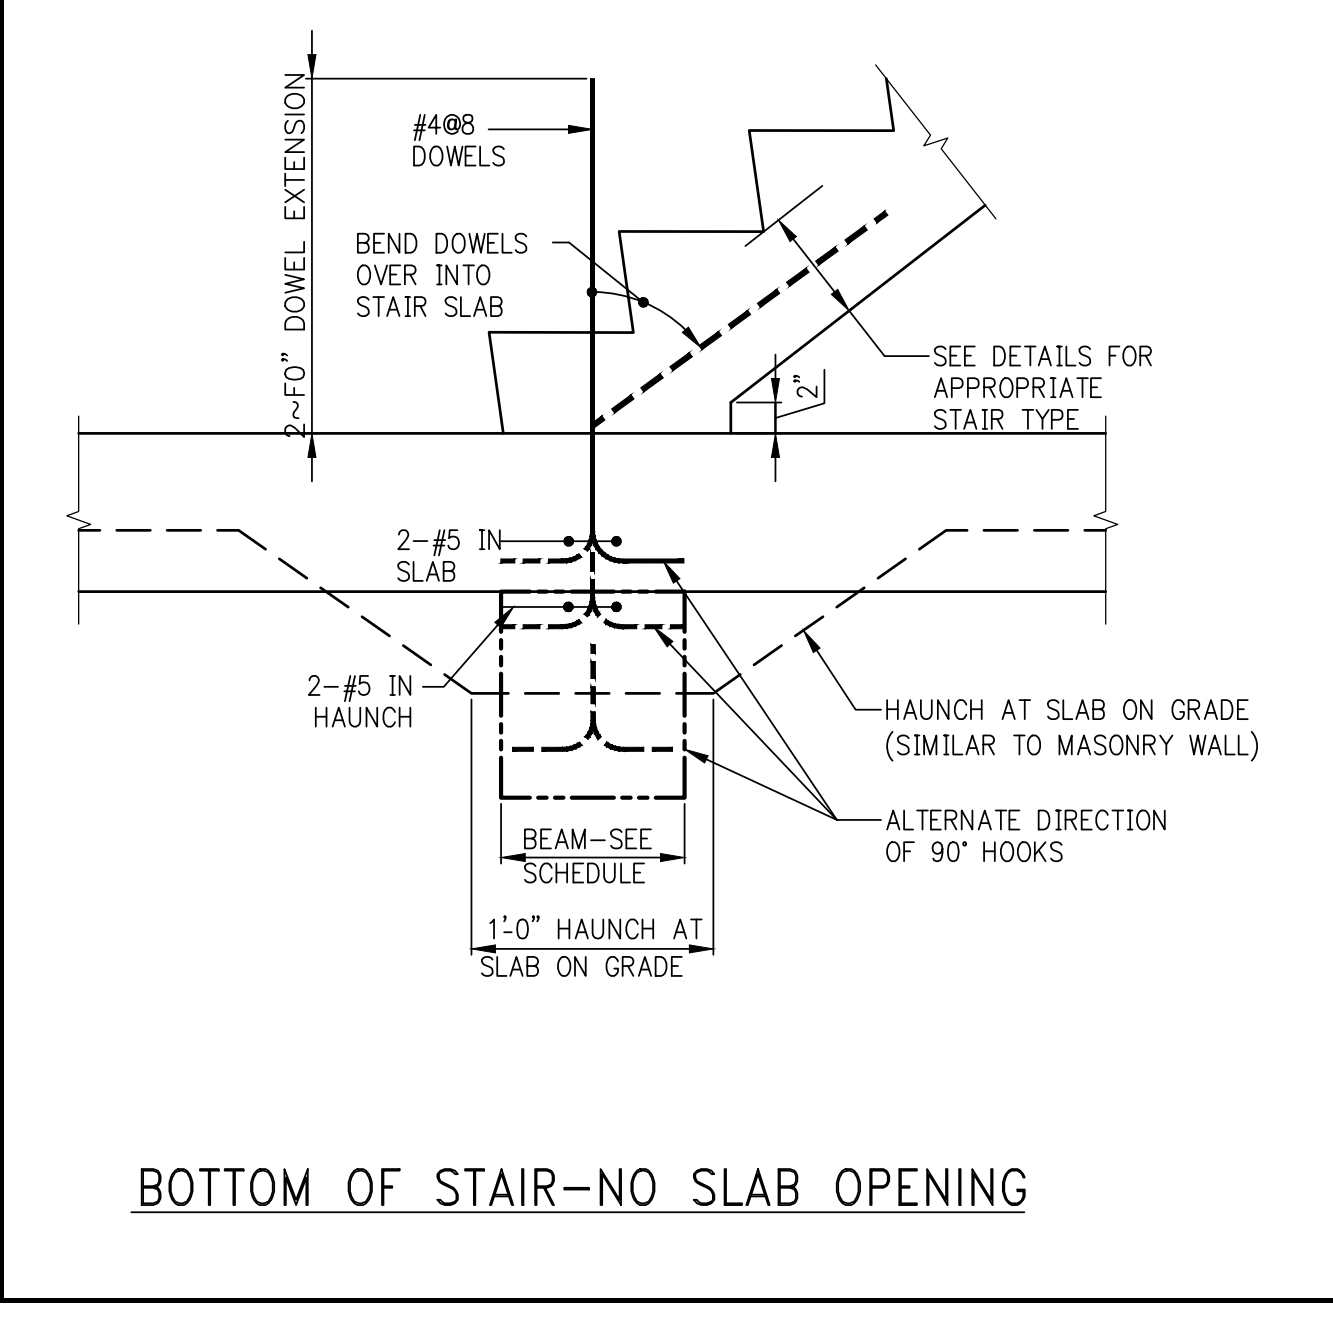 2~F0" DOWEL EXTENSION
#4@8
DOWELS
BEND DOWELS
OVER INTO
STAIR SLAB
SEE DETAILS FOR
APPROPRIATE
STAIR TYPE
2"
2-#5 IN
SLAB
2-#5 IN
HAUNCH
HAUNCH AT SLAB ON GRADE
(SIMILAR TO MASONRY WALL)
ALTERNATE DIRECTION
OF 90° HOOKS
BEAM-SEE
SCHEDULE
1'-0" HAUNCH AT
SLAB ON GRADE
BOTTOM OF STAIR-NO SLAB OPENING